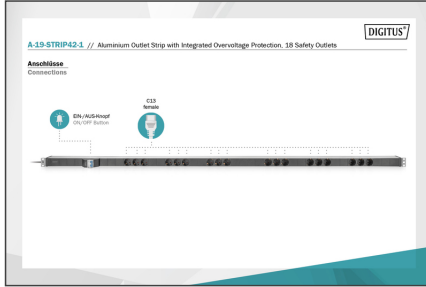 DIGITUS®
A-19-STRIP42-1 // Aluminium Outlet Strip with Integrated Overvoltage Protection, 18 Safety Outlets
Anschlüsse
Connections
C13
female
EIN-/AUS-Knopf
ON/OFF Button